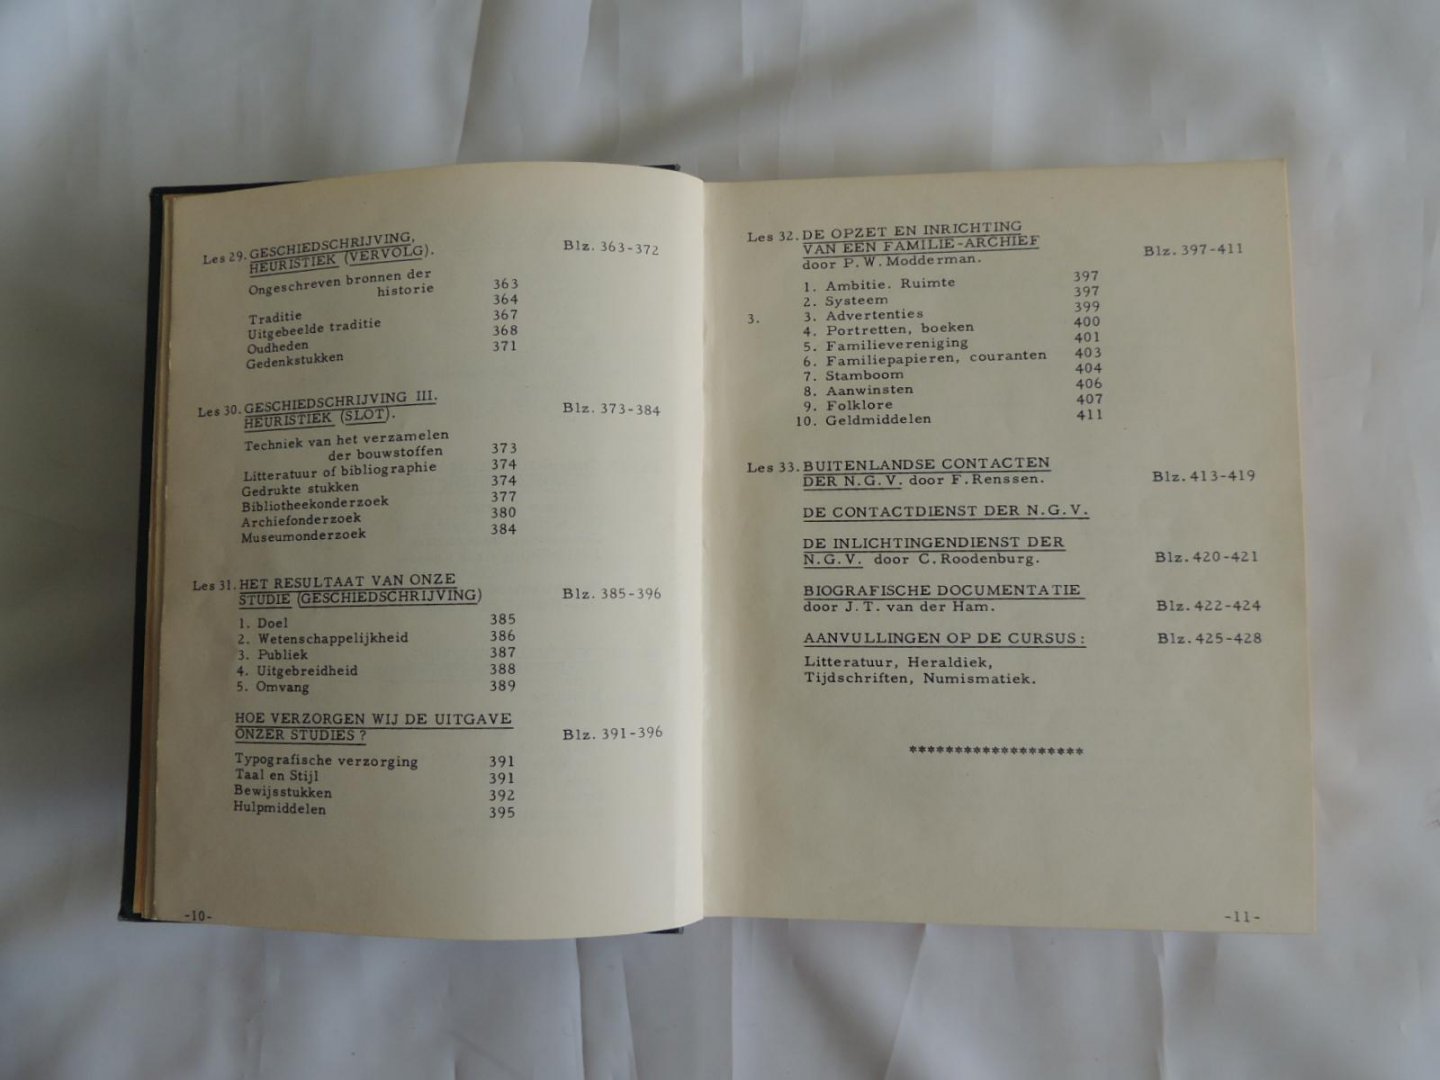 Les 29. GESCHIEDSCHRIJVING, Blz. 363-372
HEURISTIEK (VERVOLG).
Ongeschreven bronnen der
historie 363
Traditie 364
Uitgebeelde traditie 367
Oudheden 368
Gedenkstukken 371
Les 30. GESCHIEDSCHRIJVING III. Blz. 373-384
HEURISTIEK (SLOT).
Techniek van het verzamelen
der bouwstoffen 373
Litteratuur of bibliographie 374
Gedrukte stukken 374
Bibliotheekonderzoek 377
Archiefonderzoek 380
Museumonderzoek 384
Les 31. HET RESULTAAT VAN ONZE
STUDIE (GESCHIEDSCHRIJVING) Blz. 385-396
1. Doel 385
2. Wetenschappelijkheid 386
3. Publiek 387
4. Uitgebreidheid 388
5. Omvang 389
HOE VERZORGEN WIJ DE UITGAVE
ONZER STUDIES? Blz. 391-396
Typografische verzorging 391
Taal en Stijl 391
Bewijsstukken 392
Hulpmiddelen 395
-10-
Les 32. DE OPZET EN INRICHTING
VAN EEN FAMILIE-ARCHIEF Blz. 397-411
door P.W. Modderman.
1. Ambitie. Ruimte 397
2. Systeem 397
3. 3. Advertenties 399
4. Portretten, boeken 400
5. Familievereniging 401
6. Familiepapieren, couranten 403
7. Stamboom 404
8. Aanwinsten 406
9. Folklore 407
10. Geldmiddelen 411
Les 33. BUITENLANDSE CONTACTEN
DER N.G.V. door F. Renssen. Blz. 413-419
DE CONTACTDIENST DER N.G.V.
DE INLICHTINGENDIENST DER
N.G.V. door C. Roodenburg. Blz. 420-421
BIOGRAFISCHE DOCUMENTATIE
door J.T. van der Ham. Blz. 422-424
AANVULLINGEN OP DE CURSUS: Blz. 425-428
Litteratuur, Heraldiek,
Tijdschriften, Numismatiek.
*******************
-11-